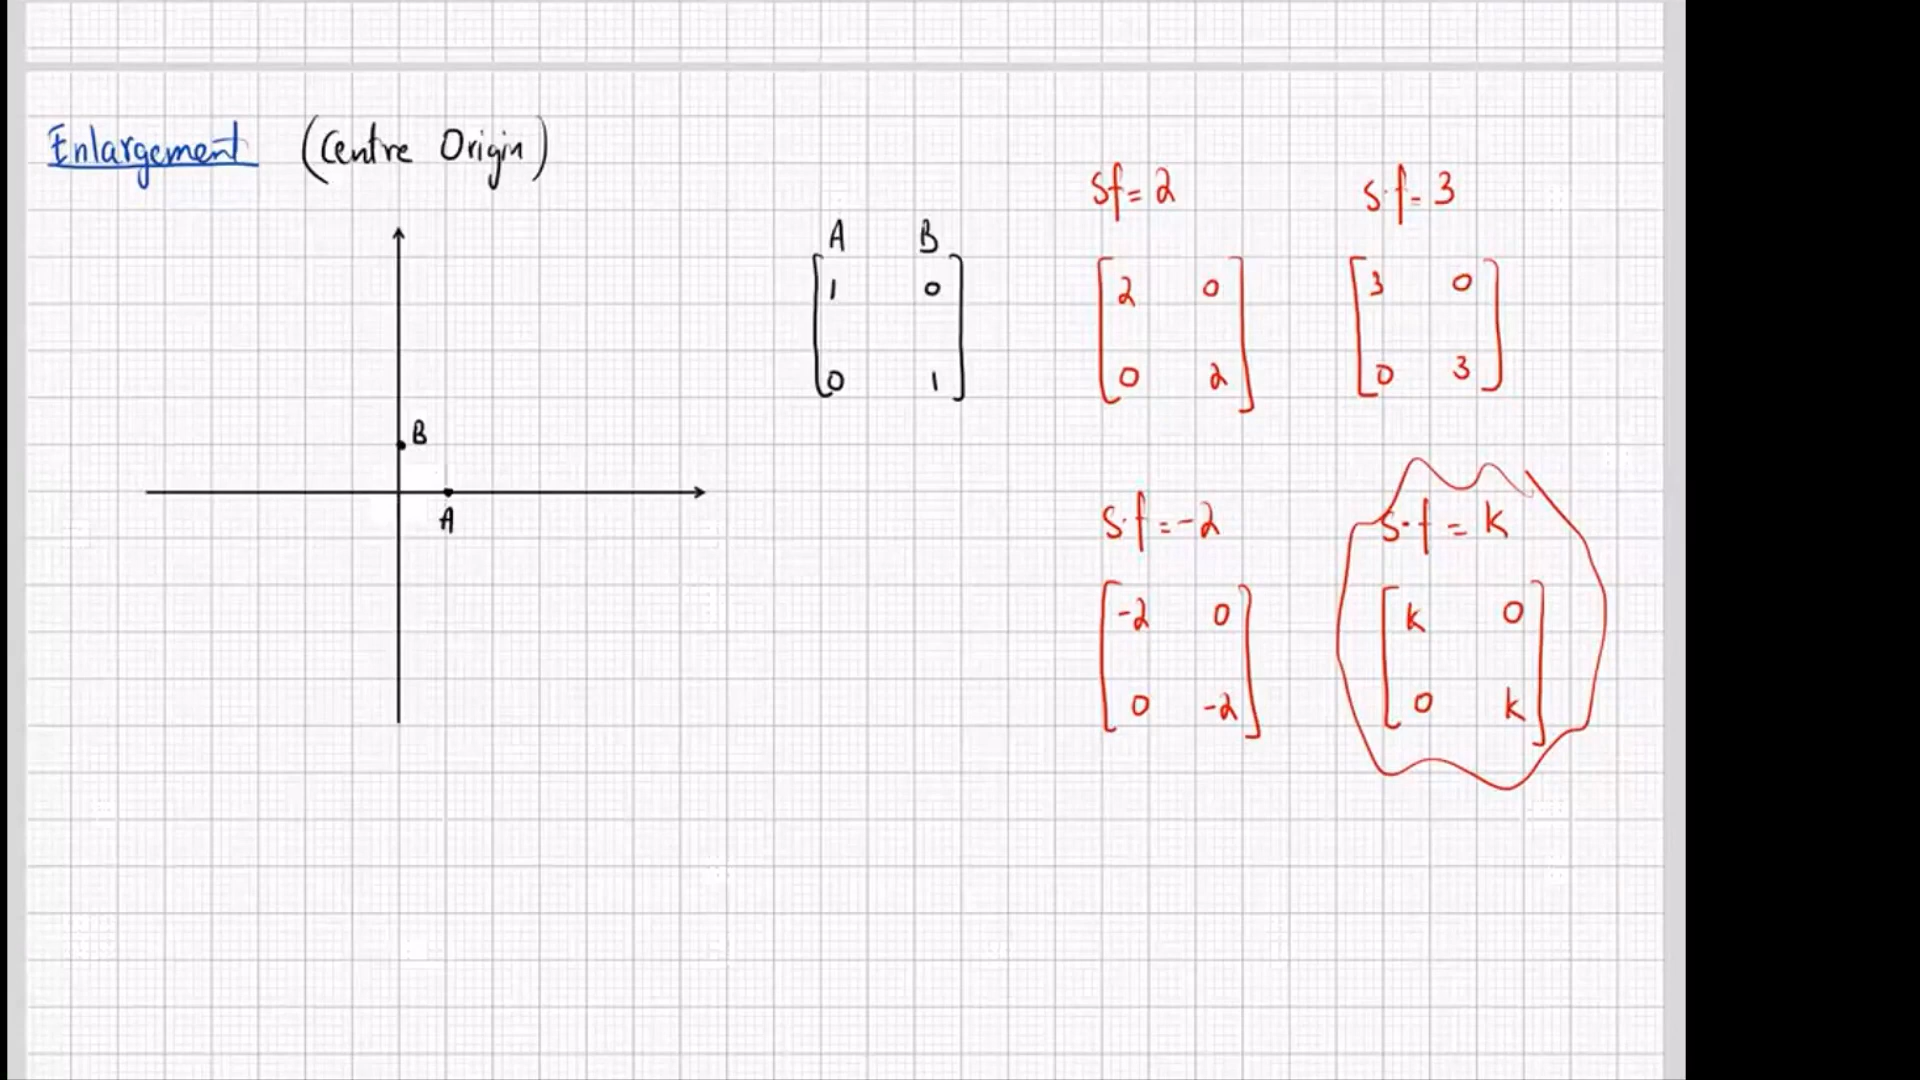 Enlargement (Centre Origin)
A B
1 0
0 1
B
A
Sf = 2
2 0
0 2
S.f = 3
3 0
0 3
S.f = -2
-2 0
0 -2
S.f = k
k 0
0 k